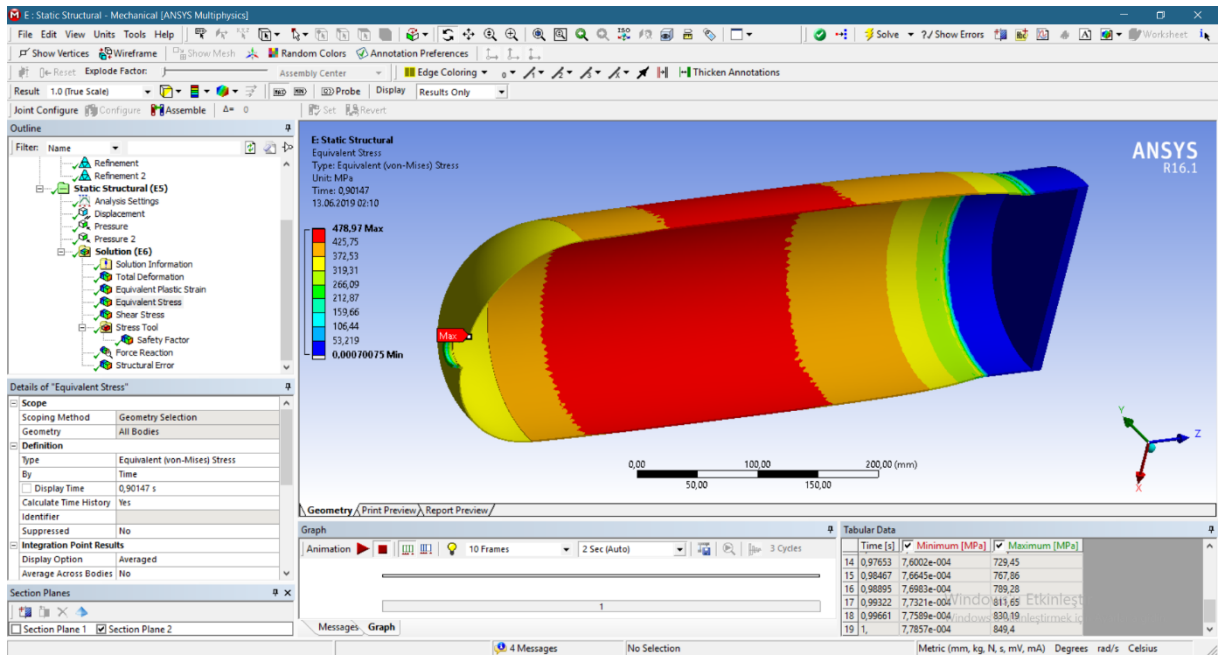 E : Static Structural - Mechanical [ANSYS Multiphysics]
File Edit View Units Tools Help
Solve ?/ Show Errors Worksheet
Show Vertices Wireframe Show Mesh Random Colors Annotation Preferences
Reset Explode Factor: Assembly Center Edge Coloring Thicken Annotations
Result 1.0 (True Scale) Probe Display Results Only
Joint Configure Configure Assemble Δ= 0 Set Revert
Outline
Filter: Name
Refinement
Refinement 2
Static Structural (E5)
Analysis Settings
Displacement
Pressure
Pressure 2
Solution (E6)
Solution Information
Total Deformation
Equivalent Plastic Strain
Equivalent Stress
Shear Stress
Stress Tool
Safety Factor
Force Reaction
Structural Error
Details of "Equivalent Stress"
Scope
Scoping Method Geometry Selection
Geometry All Bodies
Definition
Type Equivalent (von-Mises) Stress
By Time
Display Time 0,90147 s
Calculate Time History Yes
Identifier
Suppressed No
Integration Point Results
Display Option Averaged
Average Across Bodies No
Section Planes
Section Plane 1 Section Plane 2
E: Static Structural
Equivalent Stress
Type: Equivalent (von-Mises) Stress
Unit: MPa
Time: 0,90147
13.06.2019 02:10
478,97 Max
425,75
372,53
319,31
266,09
212,87
159,66
106,44
53,219
0,00070075 Min
Max
ANSYS
R16.1
Y
Z
X
0,00 100,00 200,00 (mm)
50,00 150,00
Geometry Print Preview Report Preview
Graph
Animation 10 Frames 2 Sec (Auto) 3 Cycles
1
Messages Graph
Tabular Data
Time [s] Minimum [MPa] Maximum [MPa]
14 0,97653 7,6002e-004 729,45
15 0,98467 7,6645e-004 767,86
16 0,98895 7,6983e-004 789,28
17 0,99322 7,7321e-004 811,65
18 0,99661 7,7589e-004 830,19
19 1, 7,7857e-004 849,4
4 Messages No Selection Metric (mm, kg, N, s, mV, mA) Degrees rad/s Celsius